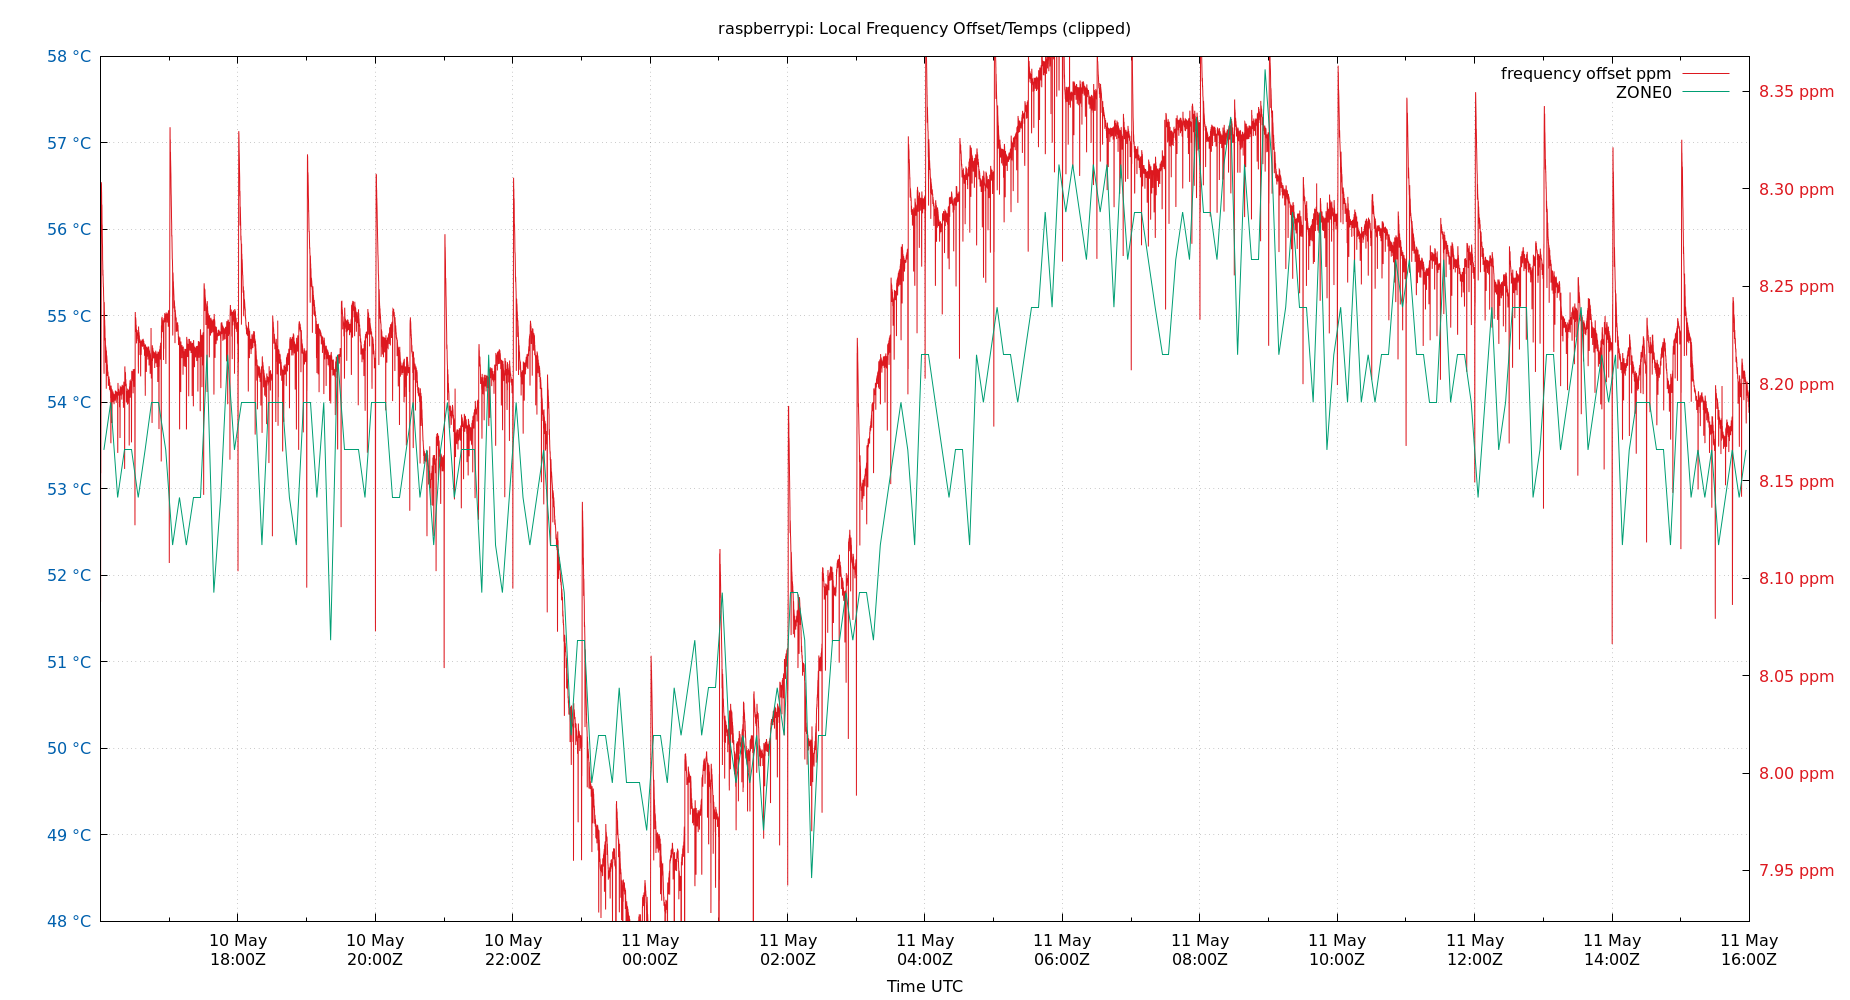 raspberrypi: Local Frequency Offset/Temps (clipped)
frequency offset ppm
ZONE0
58 °C
57 °C
56 °C
55 °C
54 °C
53 °C
52 °C
51 °C
50 °C
49 °C
48 °C
8.35 ppm
8.30 ppm
8.25 ppm
8.20 ppm
8.15 ppm
8.10 ppm
8.05 ppm
8.00 ppm
7.95 ppm
10 May 10 May 10 May 11 May 11 May 11 May 11 May 11 May 11 May 11 May 11 May 11 May
18:00Z 20:00Z 22:00Z 00:00Z 02:00Z 04:00Z 06:00Z 08:00Z 10:00Z 12:00Z 14:00Z 16:00Z
Time UTC